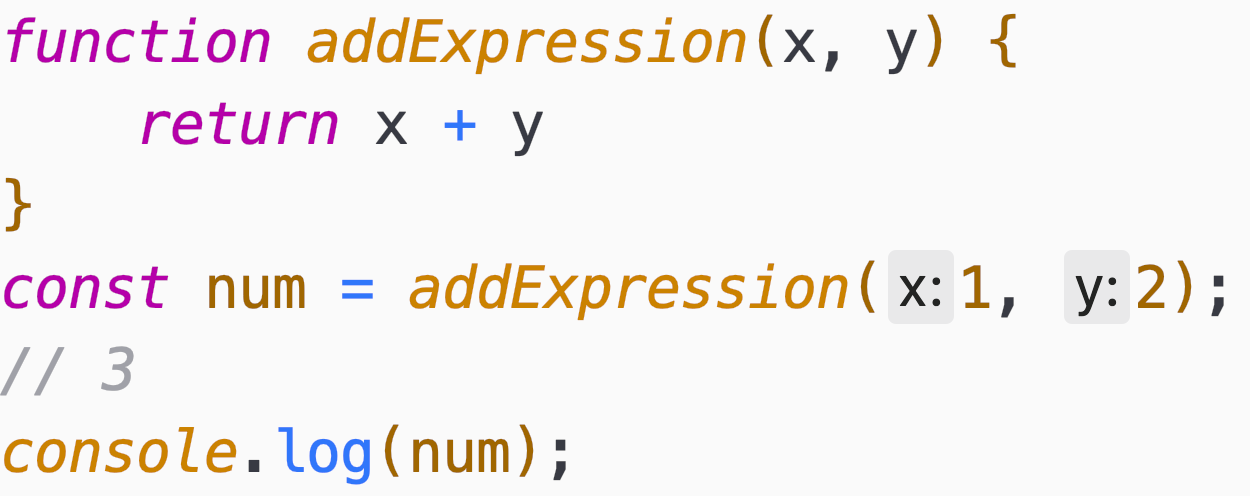 function addExpression(x, y) {
    return x + y
}
const num = addExpression( x: 1, y: 2);
// 3
console.log(num);